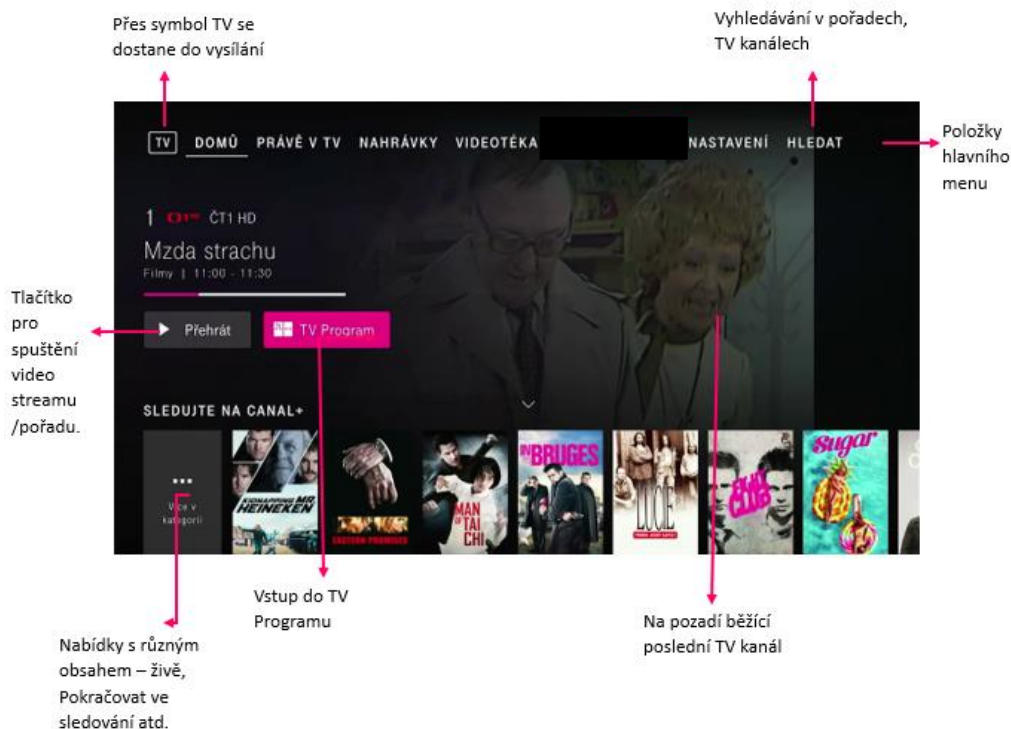 Přes symbol TV se
dostane do vysílání
Vyhledávání v pořadech,
TV kanálech
TV DOMŮ PRÁVĚ V TV NAHRÁVKY VIDEOTÉKA NASTAVENÍ HLEDAT
Položky
hlavního
menu
1 ČT1 HD
Mzda strachu
Filmy | 11:00 - 11:30
Tlačítko
pro
spuštění
video
streamu
/pořadu.
Přehrát
TV Program
SLEDUJTE NA CANAL+
Více v
kategorii
KIDNAPPING MR.
HEINEKEN
EASTERN PROMISES
MAN
OF TAI
CHI
IN BRUGES
LUCIE
FIGHT
CLUB
Sugar
Vstup do TV
Programu
Na pozadí běžící
poslední TV kanál
Nabídky s různým
obsahem – živě,
Pokračovat ve
sledování atd.